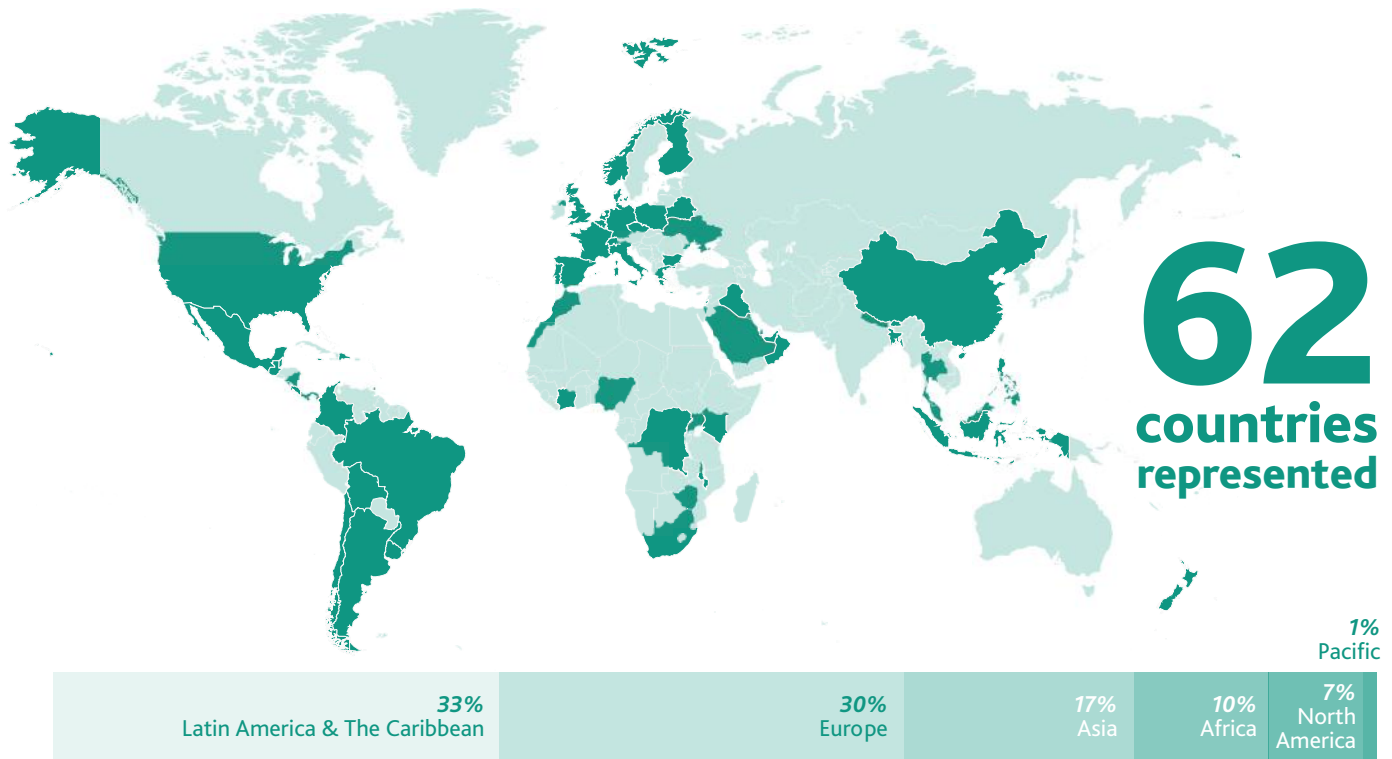 62
countries
represented
1%
Pacific
33%
Latin America & The Caribbean
30%
Europe
17%
Asia
10%
Africa
7%
North
America